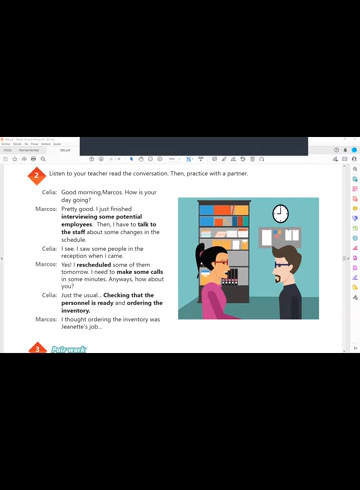 2 Listen to your teacher read the conversation. Then, practice with a partner.
Celia: Good morning,Marcos. How is your
day going?
Marcos: Pretty good. I just finished
interviewing some potential
employees. Then, I have to talk to
the staff about some changes in the
schedule.
Celia: I see. I saw some people in the
reception when I came.
Marcos: Yes! I rescheduled some of them
tomorrow. I need to make some calls
in some minutes. Anyways, how about
you?
Celia: Just the usual... Checking that the
personnel is ready and ordering the
inventory.
Marcos: I thought ordering the inventory was
Jeanette's job...
3 Pair work